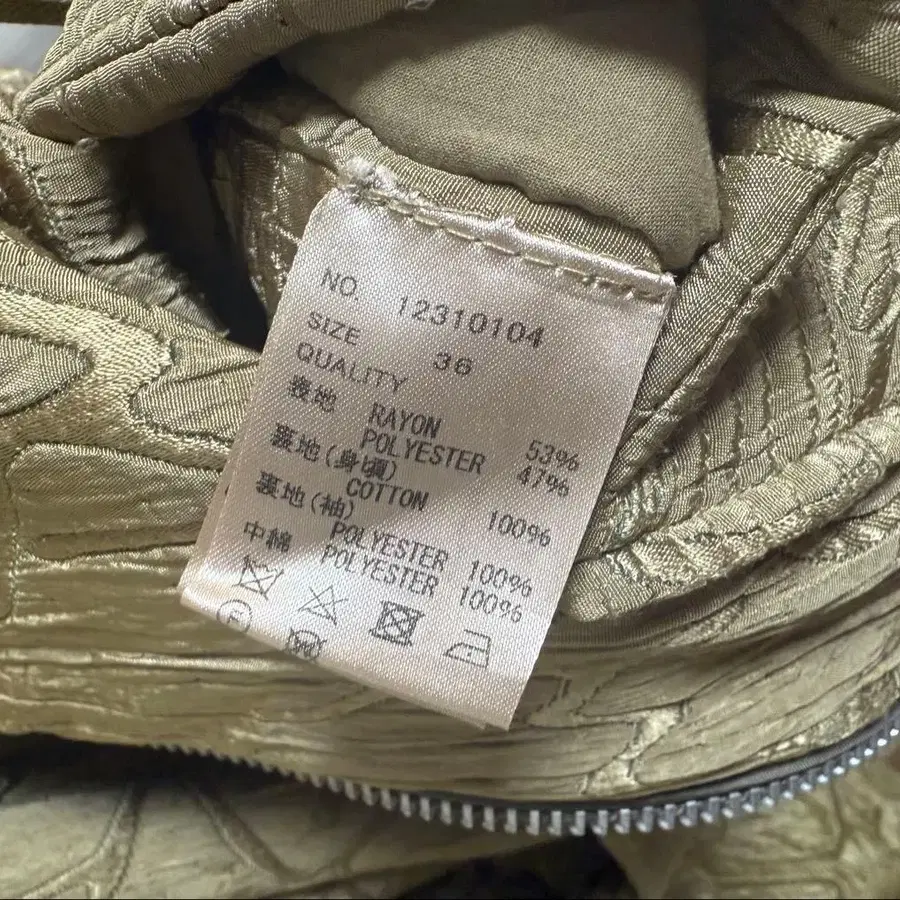 NO. 12310104
SIZE 36
QUALITY
表地 RAYON 53%
POLYESTER 47%
裏地(身頃)
COTTON 100%
裏地(袖)
POLYESTER 100%
中綿 POLYESTER 100%
F